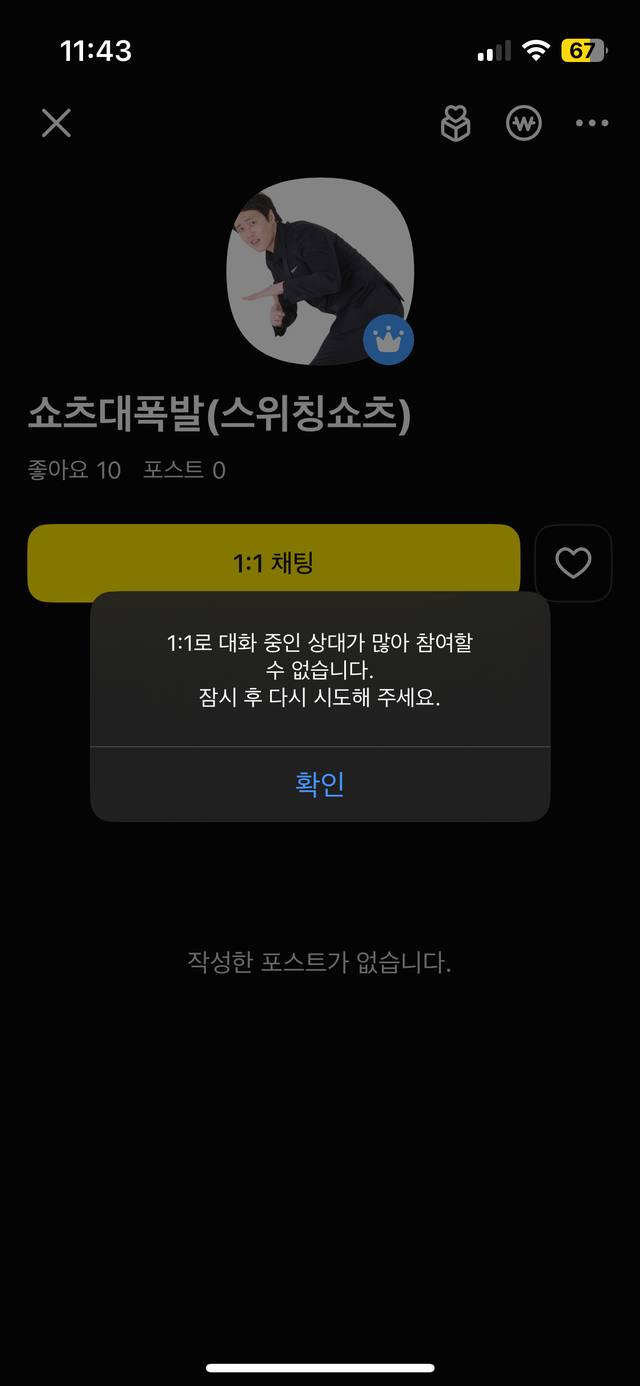 11:43
67
쇼츠대폭발(스위칭쇼츠)
좋아요 10 포스트 0
1:1 채팅
1:1로 대화 중인 상대가 많아 참여할
수 없습니다.
잠시 후 다시 시도해 주세요.
확인
작성한 포스트가 없습니다.